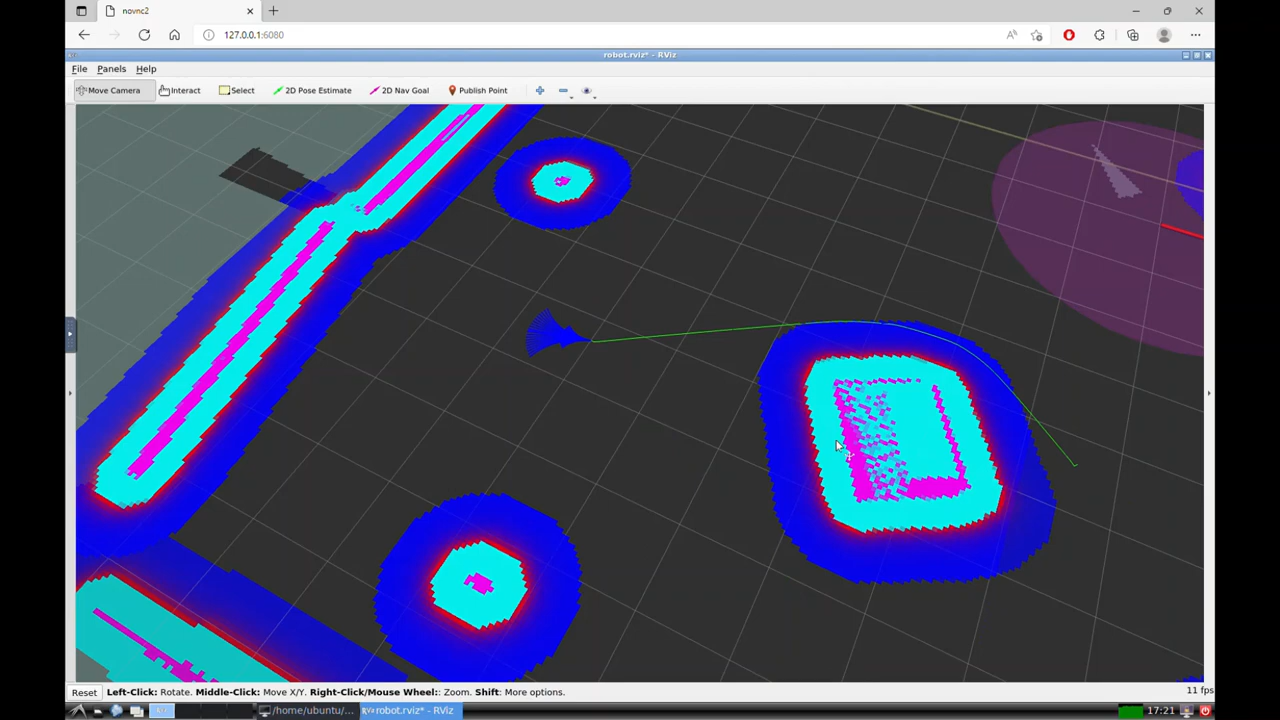 novnc2
127.0.0.1:6080
robot.rviz* - RViz
File Panels Help
Move Camera Interact Select 2D Pose Estimate 2D Nav Goal Publish Point
Reset Left-Click: Rotate. Middle-Click: Move X/Y. Right-Click/Mouse Wheel:: Zoom. Shift: More options. 11 fps
/home/ubuntu/... robot.rviz* - RViz 17:21